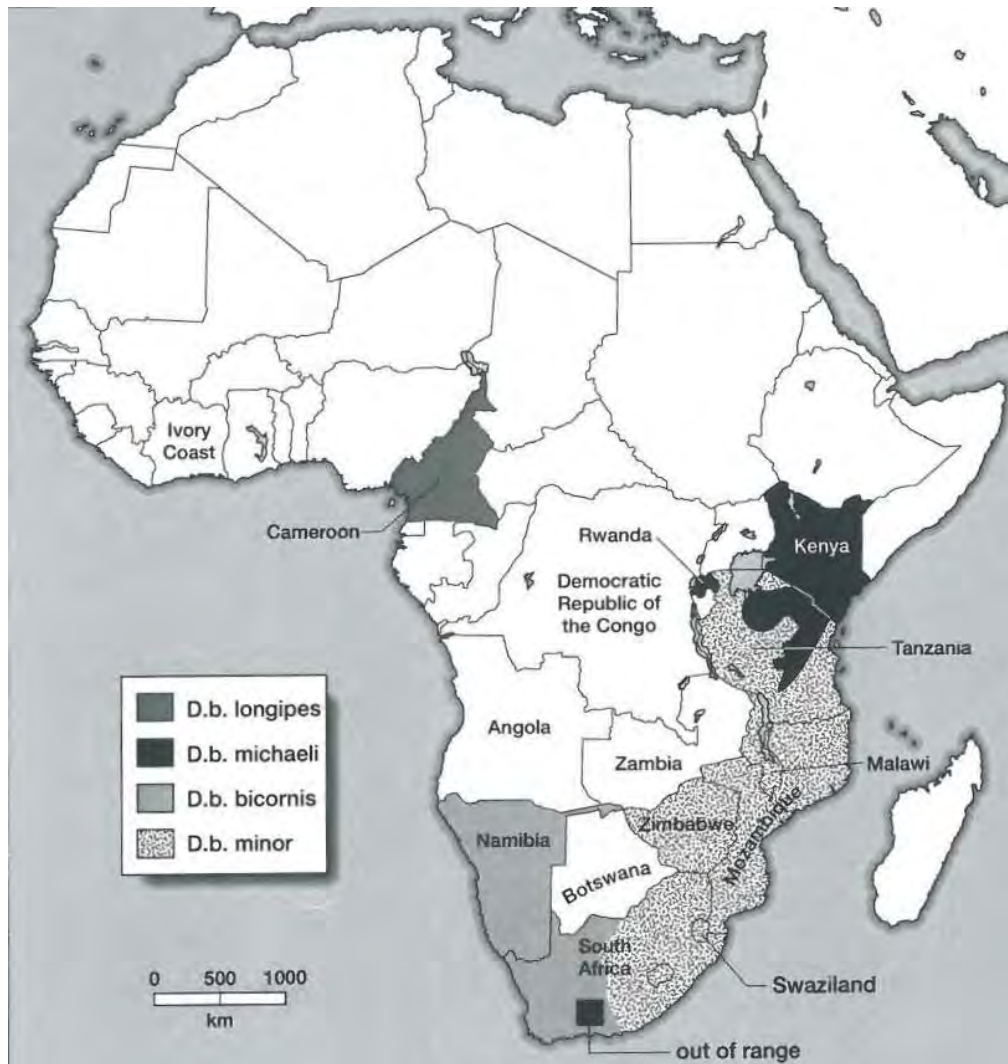 Ivory
Coast
Cameroon
Rwanda
Kenya
Democratic
Republic of
the Congo
Tanzania
D.b. longipes
D.b. michaeli
D.b. bicornis
D.b. minor
Angola
Zambia
Malawi
Mozambique
Zimbabwe
Namibia
Botswana
South
Africa
Swaziland
0 500 1000
km
out of range